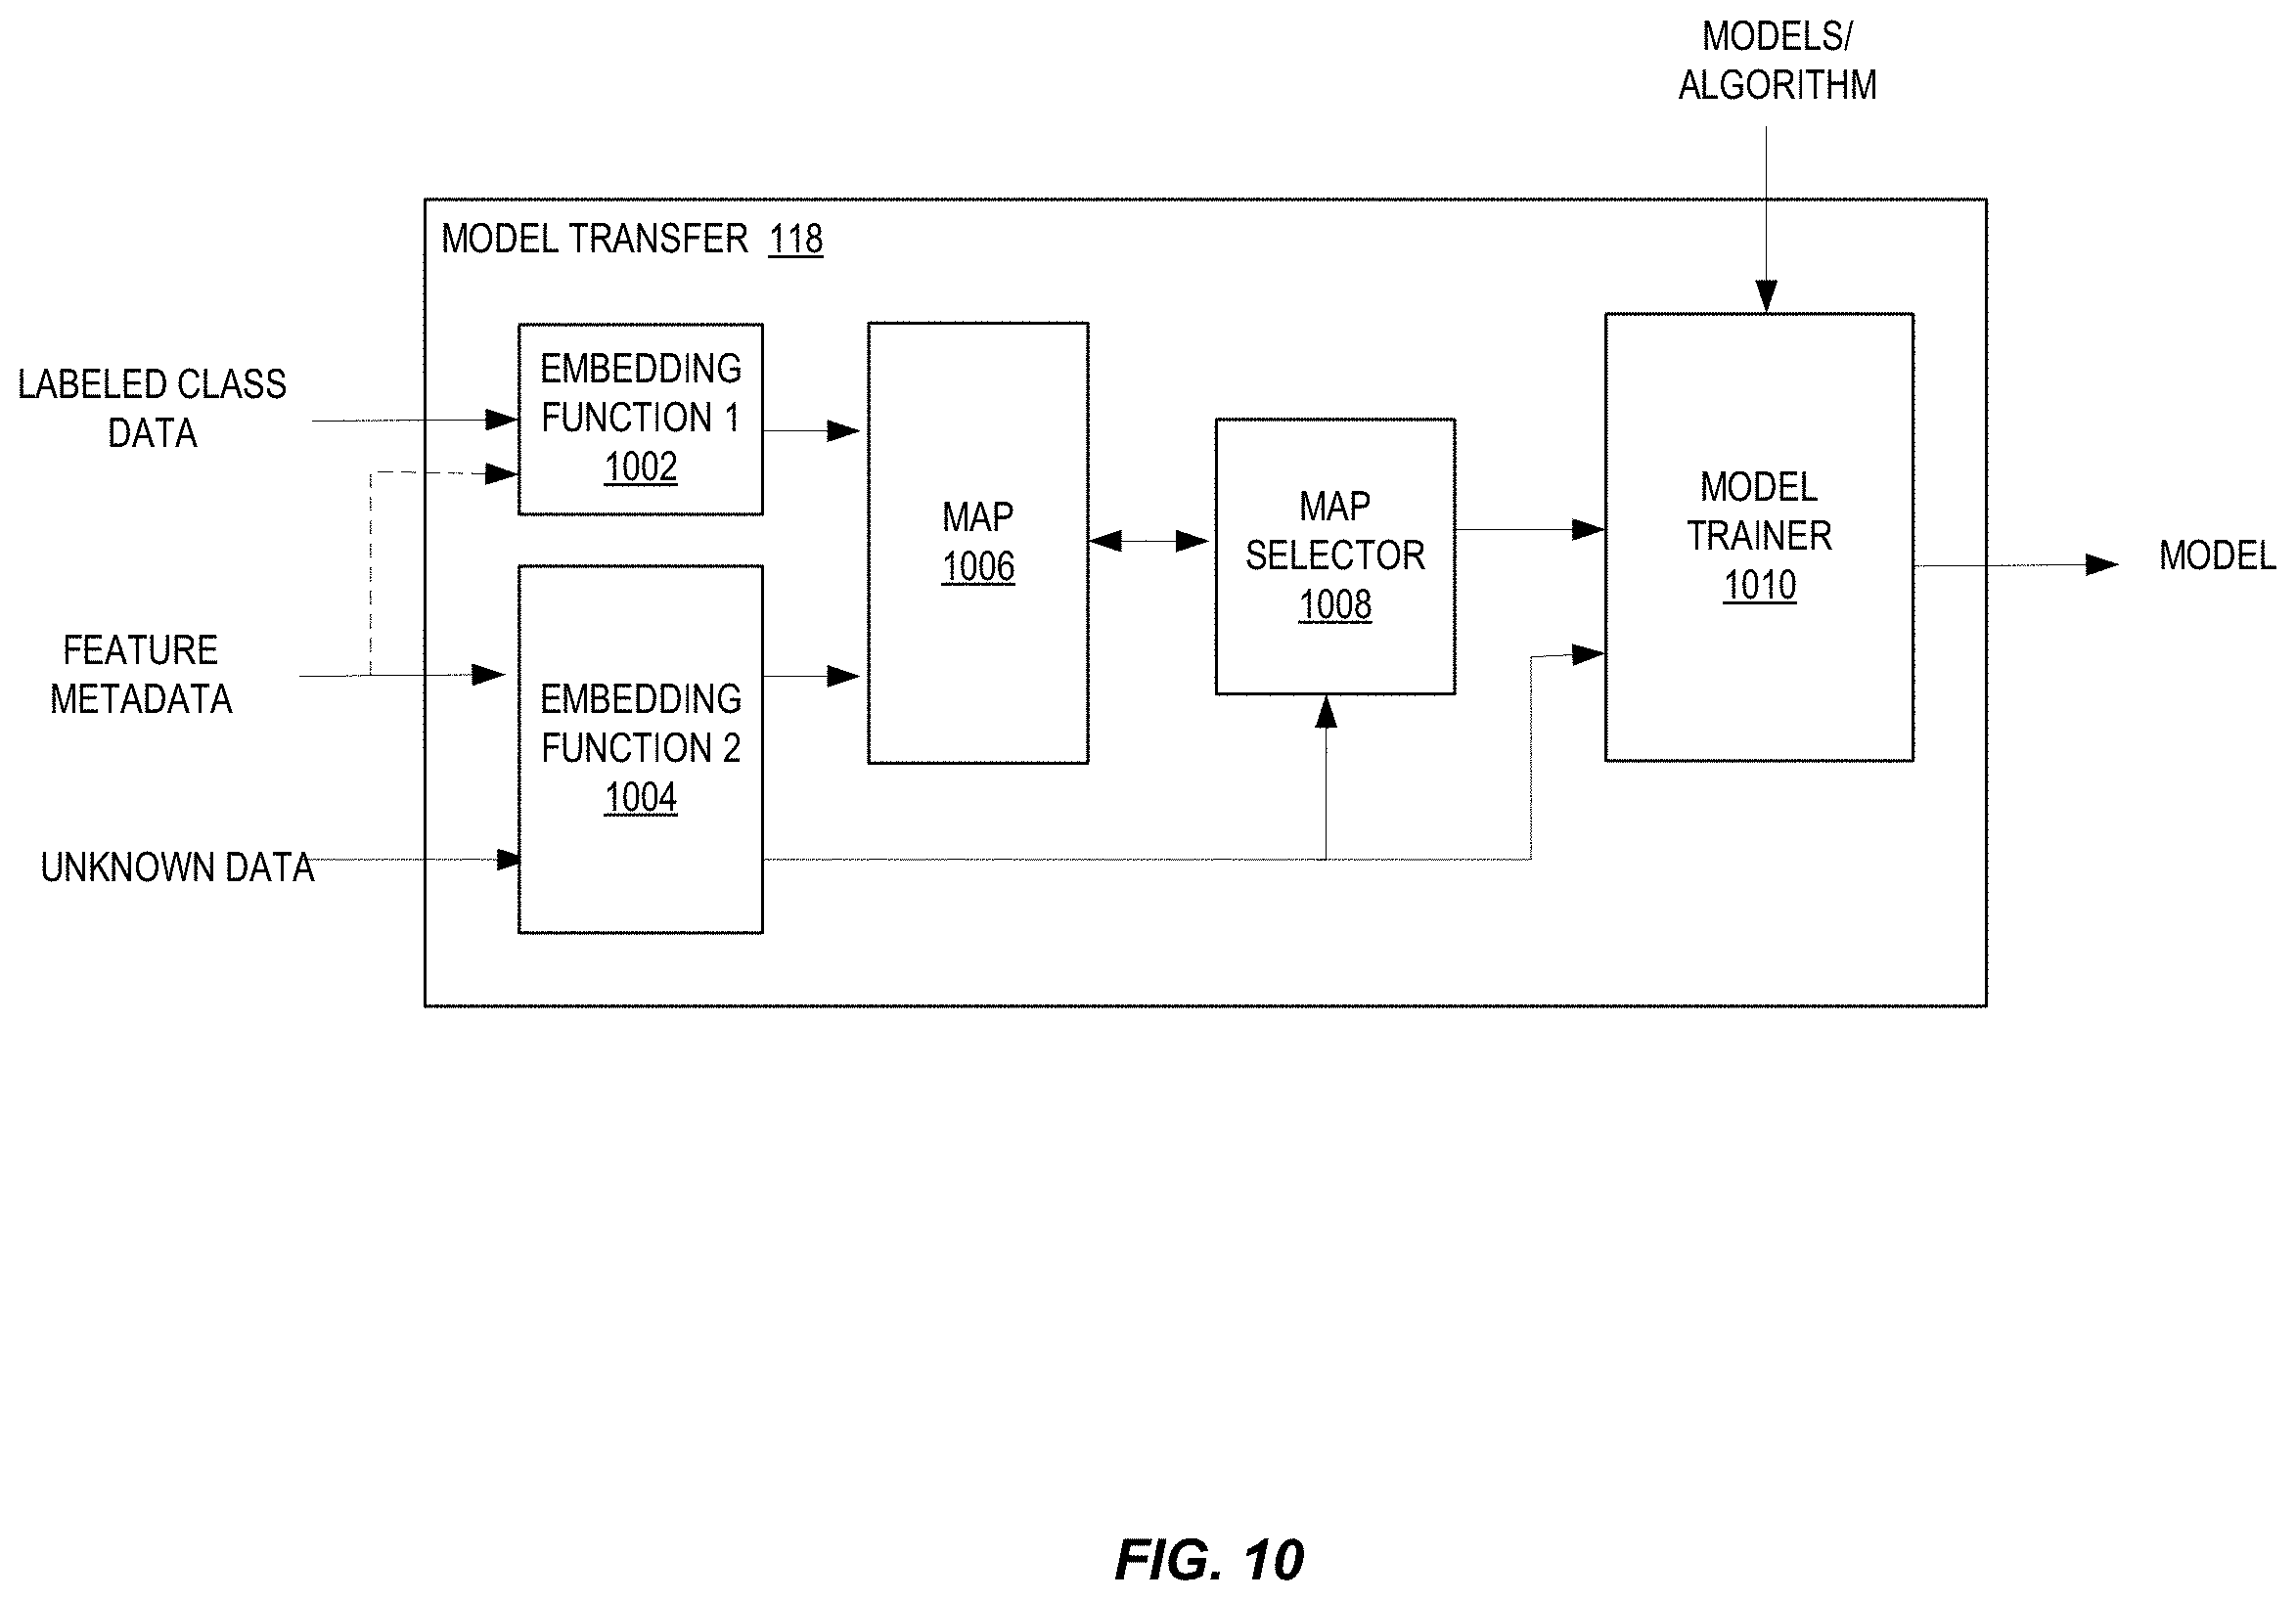 MODELS/
ALGORITHM
MODEL TRANSFER 118
LABELED CLASS
DATA
EMBEDDING
FUNCTION 1
1002
MAP
1006
MAP
SELECTOR
1008
MODEL
TRAINER
1010
MODEL
FEATURE
METADATA
EMBEDDING
FUNCTION 2
1004
UNKNOWN DATA
FIG. 10